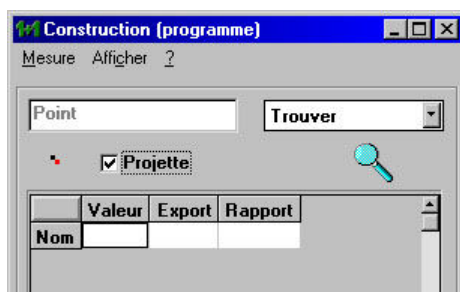 Construction (programme)
Mesure Afficher ?
Point Trouver
Projette
Valeur Export Rapport
Nom